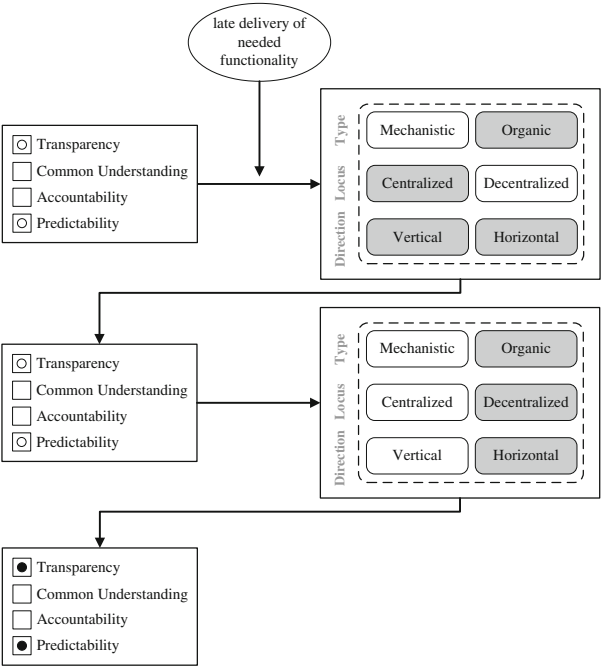 late delivery of
needed
functionality
Transparency
Common Understanding
Accountability
Predictability
Type
Mechanistic
Organic
Locus
Centralized
Decentralized
Direction
Vertical
Horizontal
Transparency
Common Understanding
Accountability
Predictability
Type
Mechanistic
Organic
Locus
Centralized
Decentralized
Direction
Vertical
Horizontal
Transparency
Common Understanding
Accountability
Predictability